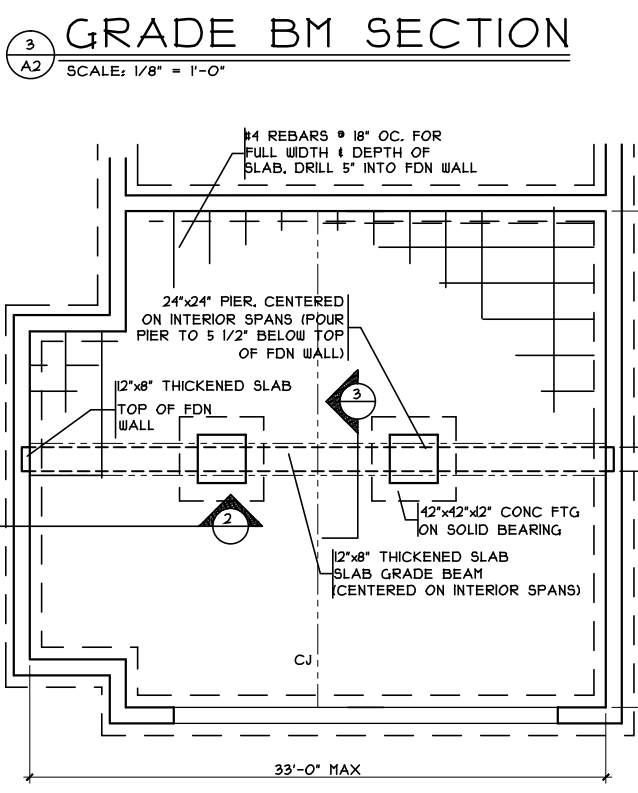 3
A2
GRADE BM SECTION
SCALE: 1/8" = 1'-0"
#4 REBARS @ 18" OC. FOR
FULL WIDTH & DEPTH OF
SLAB. DRILL 5" INTO FDN WALL
24"x24" PIER. CENTERED
ON INTERIOR SPANS (POUR
PIER TO 5 1/2" BELOW TOP
OF FDN WALL)
12"x8" THICKENED SLAB
TOP OF FDN
WALL
3
2
42"x42"x12" CONC FTG
ON SOLID BEARING
12"x8" THICKENED SLAB
SLAB GRADE BEAM
(CENTERED ON INTERIOR SPANS)
CJ
33'-0" MAX